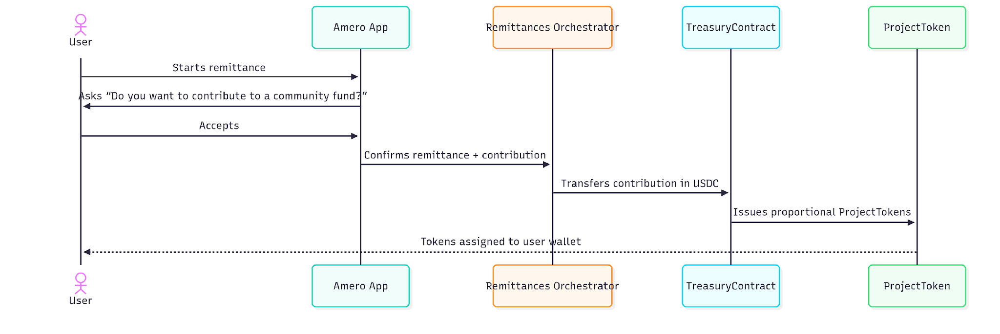 User
Amero App
Remittances Orchestrator
TreasuryContract
ProjectToken
Starts remittance
Asks “Do you want to contribute to a community fund?”
Accepts
Confirms remittance + contribution
Transfers contribution in USDC
Issues proportional ProjectTokens
Tokens assigned to user wallet
User
Amero App
Remittances Orchestrator
TreasuryContract
ProjectToken